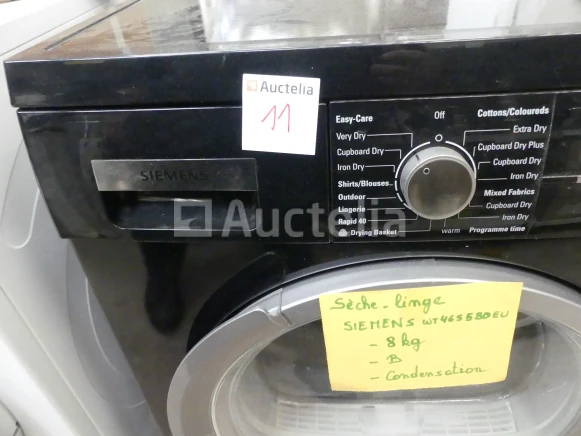 Auctelia
11
Off
Easy-Care
Very Dry
Cupboard Dry
Iron Dry
Shirts/Blouses
Outdoor
Lingerie
Rapid 40
Drying Basket
Cottons/Coloureds
Extra Dry
Cupboard Dry Plus
Cupboard Dry
Iron Dry
Mixed Fabrics
Cupboard Dry
Iron Dry
warm Programme time
SIEMENS
Auctelia
Sèche-linge
SIEMENS WT46S580EU
- 8kg
- B
- Condensation